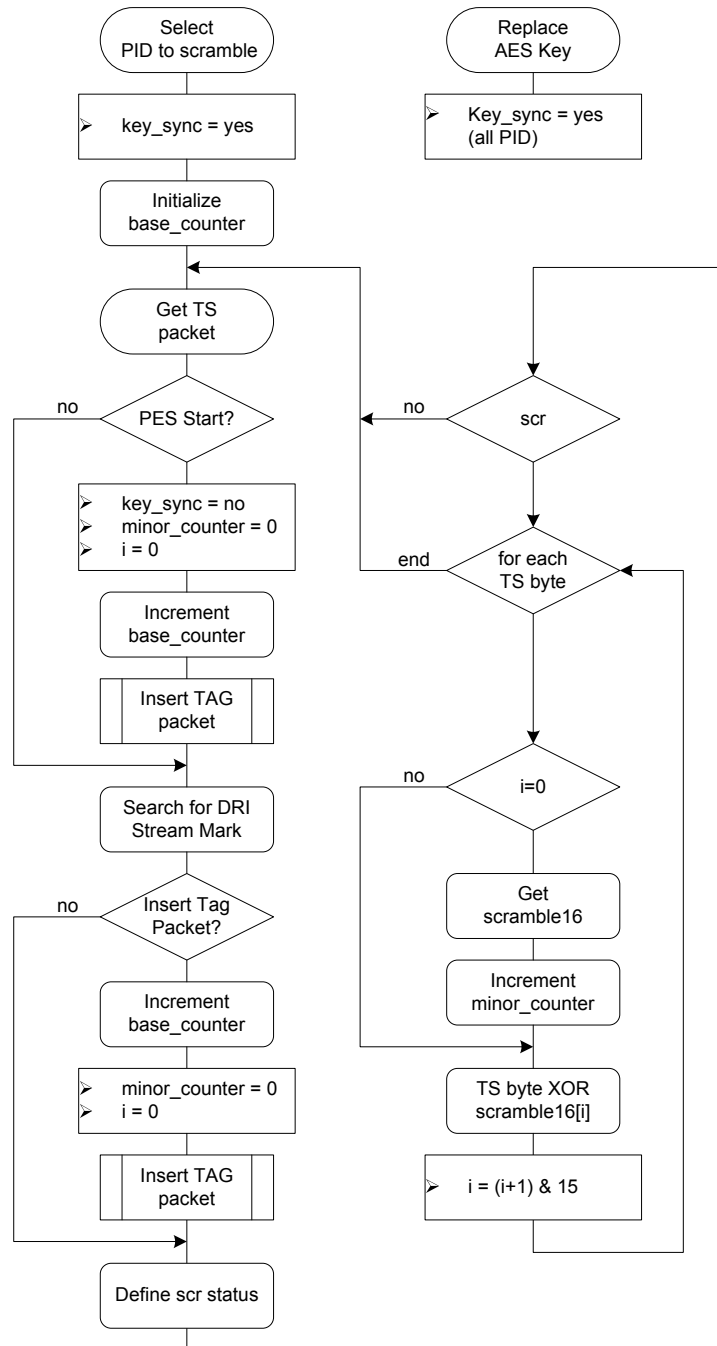 Select
PID to scramble
key_sync = yes
Initialize
base_counter
Get TS
packet
no
PES Start?
key_sync = no
minor_counter = 0
i = 0
Increment
base_counter
Insert TAG
packet
Search for DRI
Stream Mark
no
Insert Tag
Packet?
Increment
base_counter
minor_counter = 0
i = 0
Insert TAG
packet
Define scr status
Replace
AES Key
Key_sync = yes
(all PID)
no
scr
end
for each
TS byte
no
i=0
Get
scramble16
Increment
minor_counter
TS byte XOR
scramble16[i]
i = (i+1) & 15